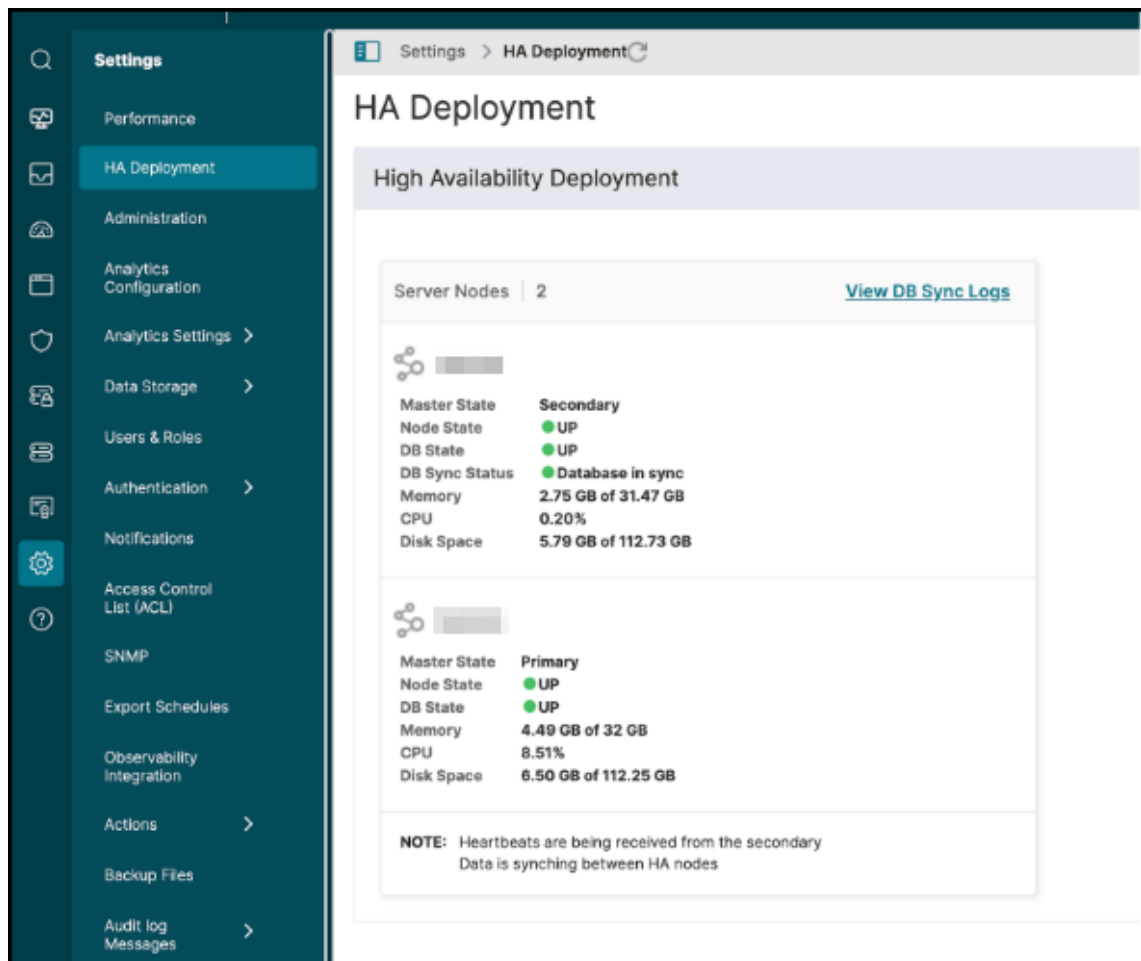 Settings
Performance
HA Deployment
Administration
Analytics
Configuration
Analytics Settings
Data Storage
Users & Roles
Authentication
Notifications
Access Control
List (ACL)
SNMP
Export Schedules
Observability
Integration
Actions
Backup Files
Audit log
Messages
Settings > HA Deployment
HA Deployment
High Availability Deployment
Server Nodes | 2 View DB Sync Logs
Master State Secondary
Node State UP
DB State UP
DB Sync Status Database in sync
Memory 2.75 GB of 31.47 GB
CPU 0.20%
Disk Space 5.79 GB of 112.73 GB
Master State Primary
Node State UP
DB State UP
Memory 4.49 GB of 32 GB
CPU 8.51%
Disk Space 6.50 GB of 112.25 GB
NOTE: Heartbeats are being received from the secondary
Data is synching between HA nodes